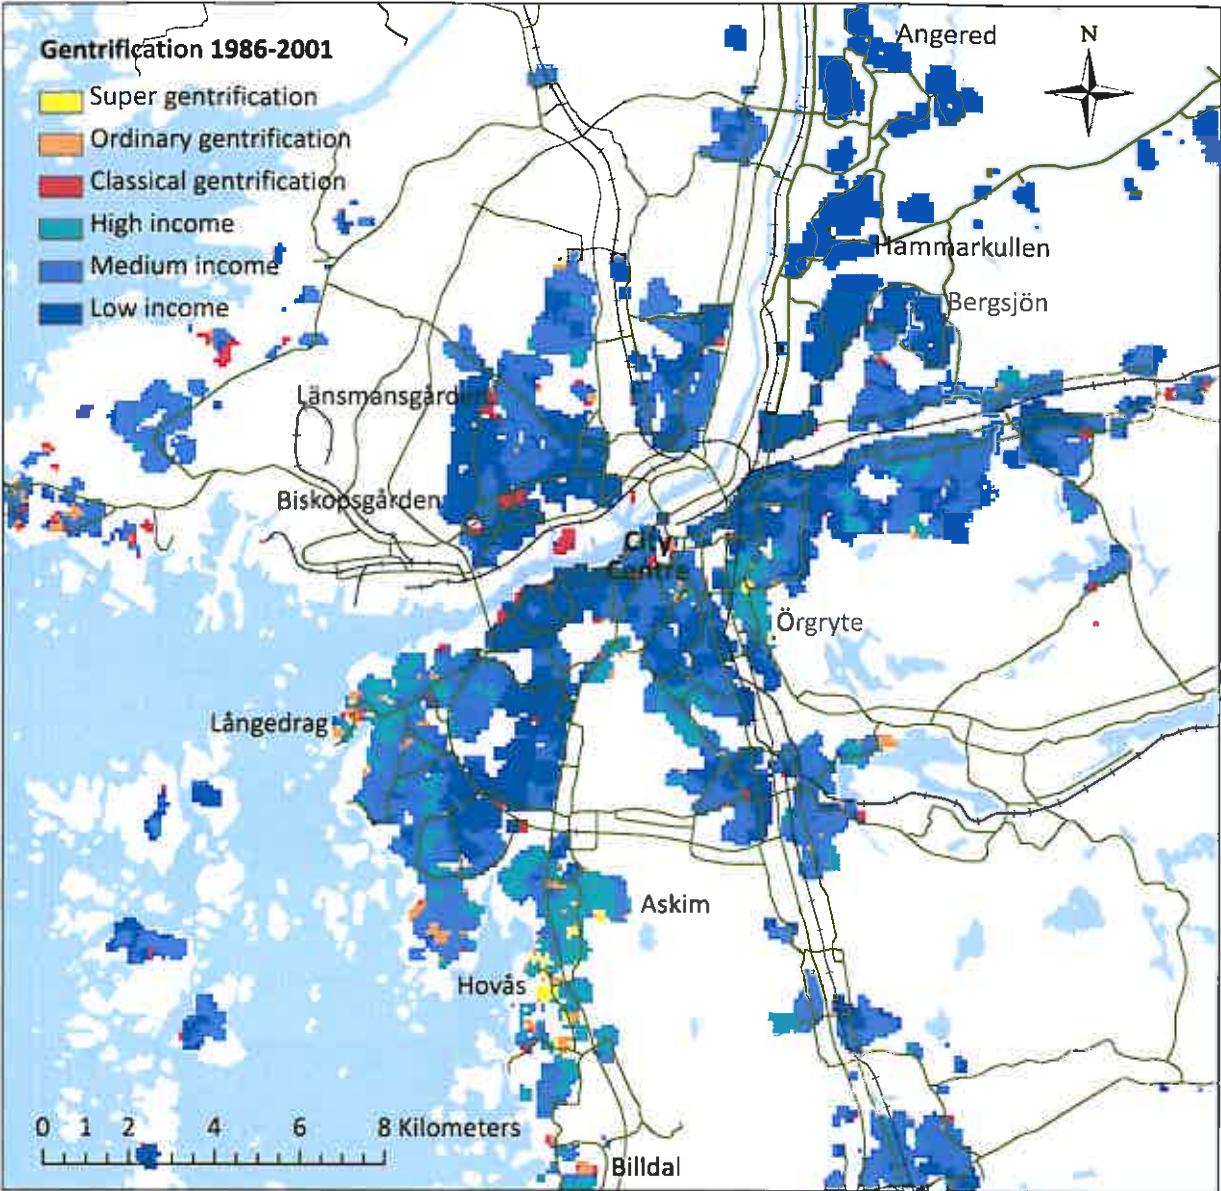 Gentrification 1986-2001
Super gentrification
Ordinary gentrification
Classical gentrification
High income
Medium income
Low income
Angered
N
Hammarkullen
Bergsjön
Länsmansgården
Biskopsgården
City
Centre
Örgryte
Långedrag
Askim
Hovås
0 1 2 4 6 8 Kilometers
Billdal